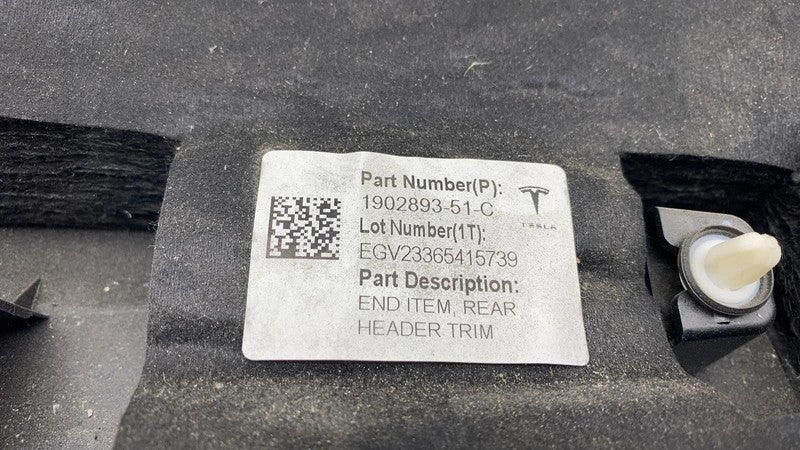 Part Number(P):
1902893-51-C
TESLA
Lot Number(1T):
EGV23365415739
Part Description:
END ITEM, REAR
HEADER TRIM